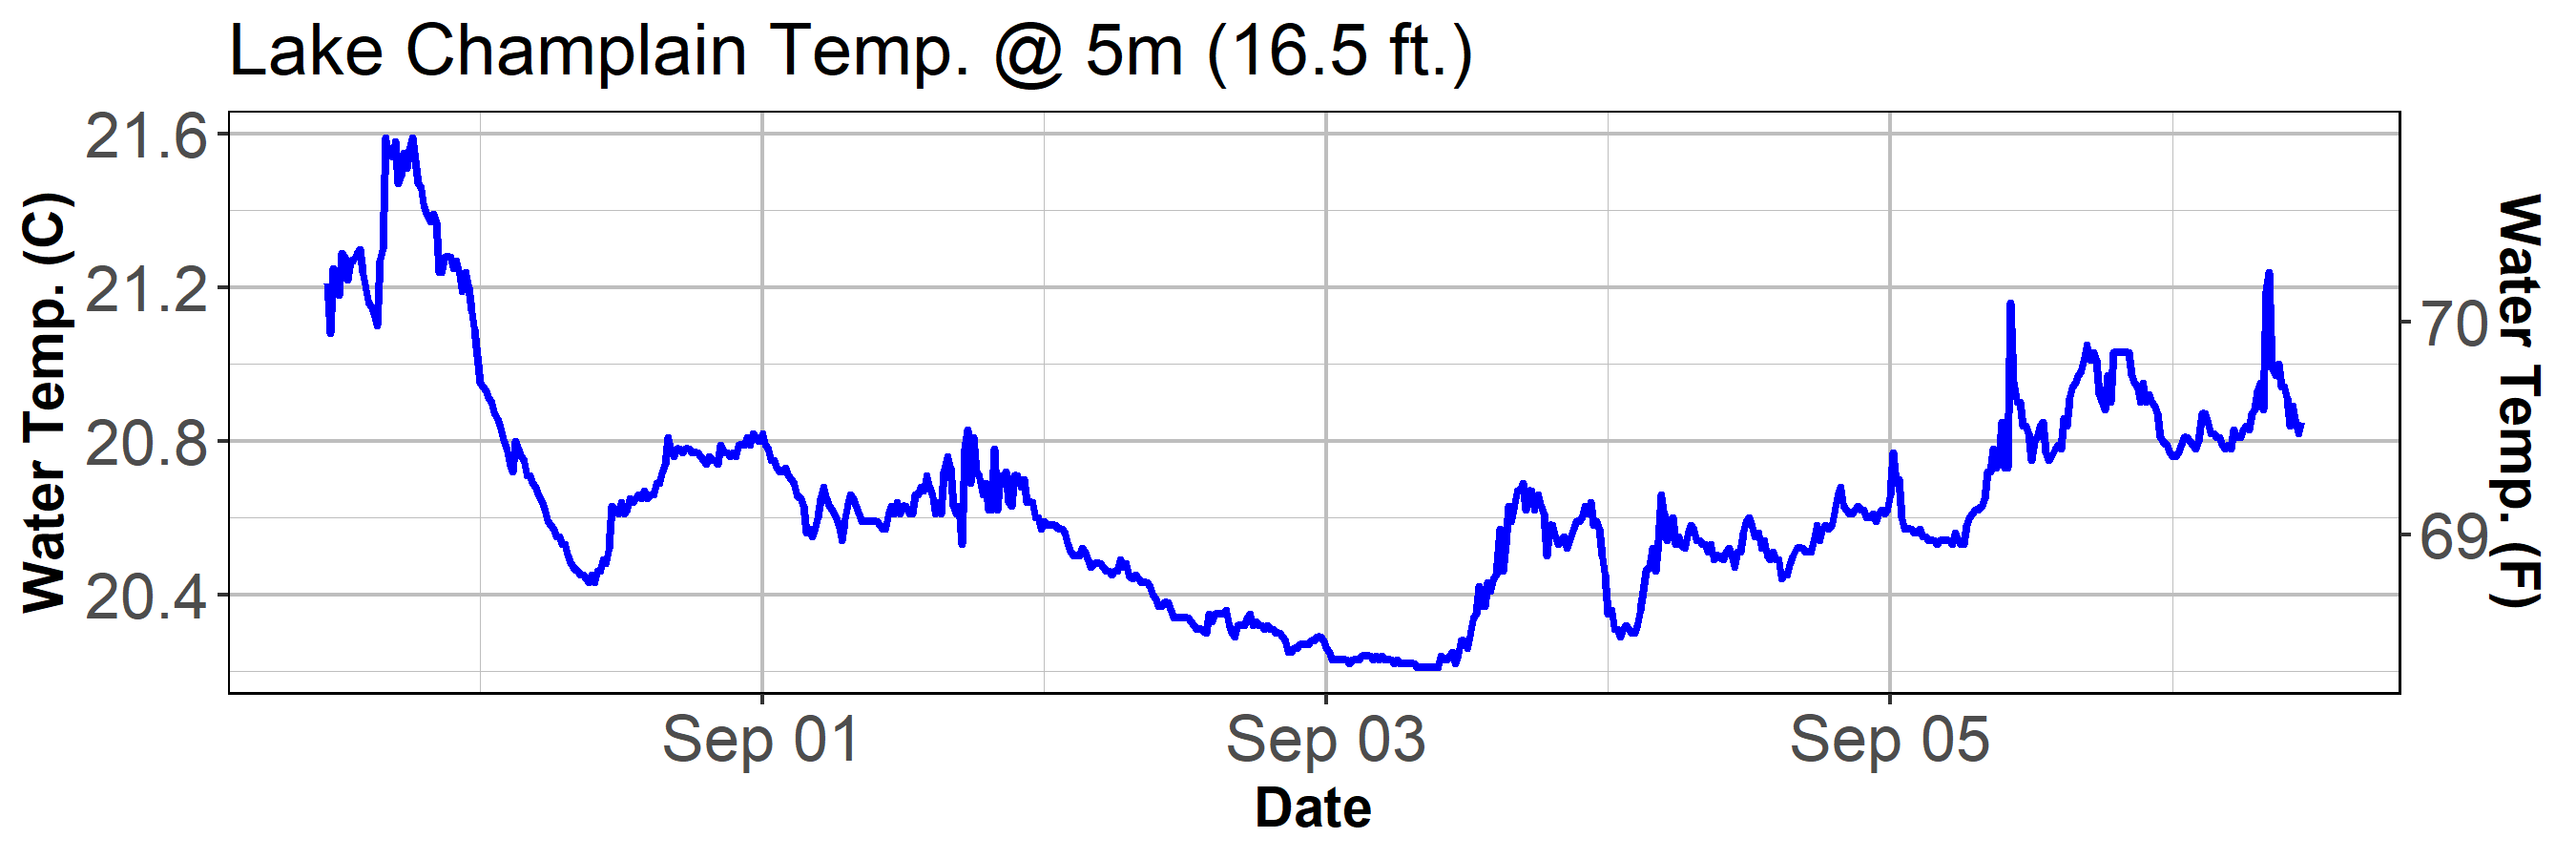 Lake Champlain Temp. @ 5m (16.5 ft.)
Water Temp. (C)
21.6
21.2
20.8
20.4
70
69
Water Temp. (F)
Sep 01
Sep 03
Sep 05
Date